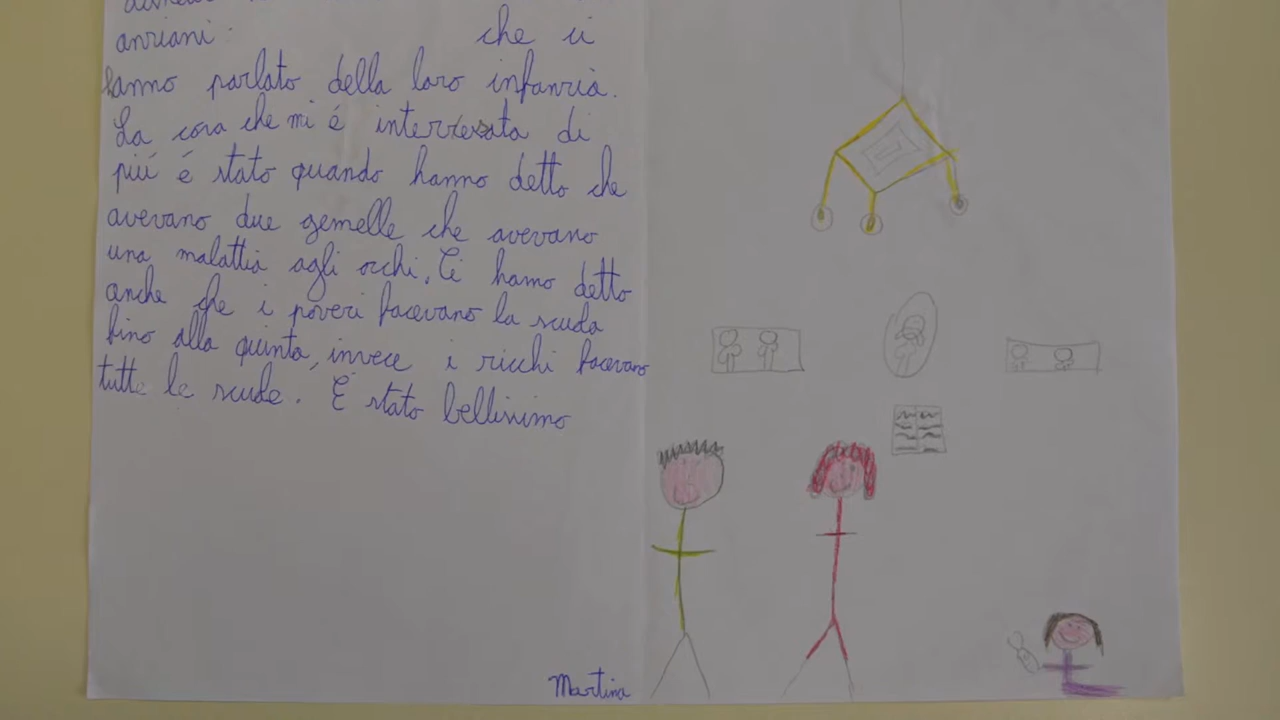 anziani. che ci
hanno parlato della loro infanzia.
La cosa che mi é interessata di
piú é stato quando hanno detto che
avevano due gemelle che avevano
una malattia agli occhi. Ci hanno detto
anche che i poveri facevano la scuola
fino alla quinta, invece i ricchi facevano
tutte le scuole. É stato bellissimo
Martina